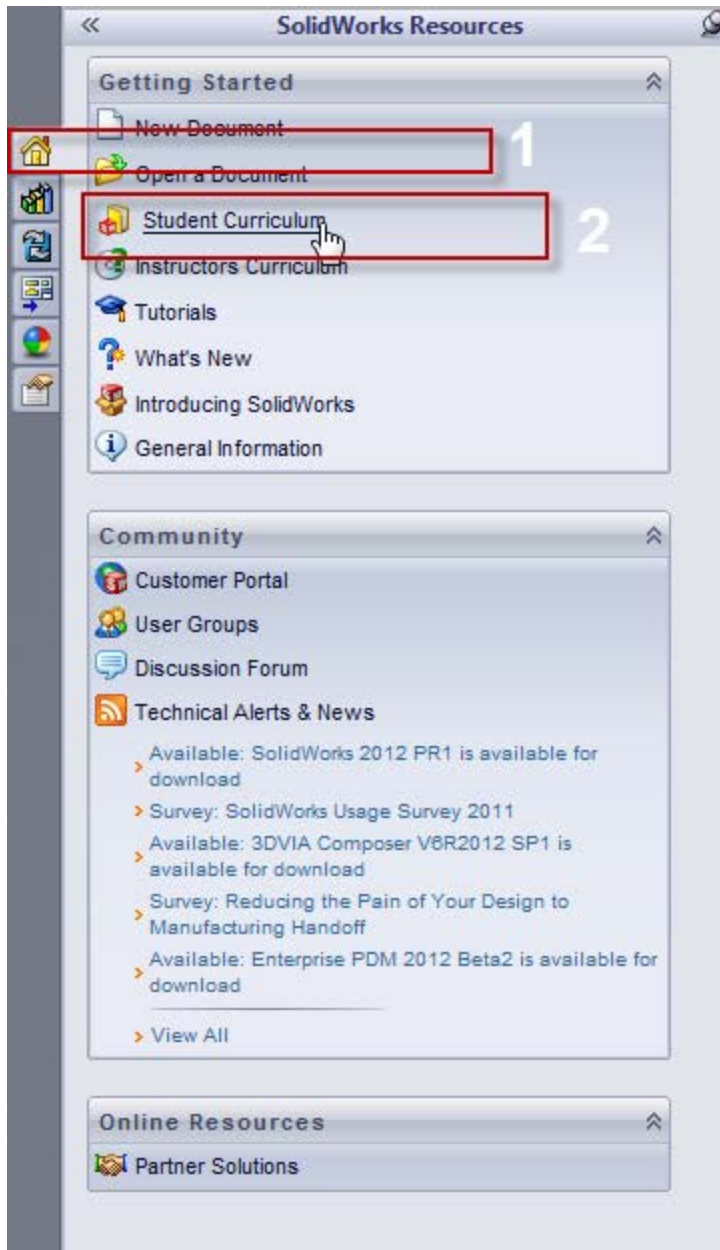 SolidWorks Resources
Getting Started
New Document
1
Open a Document
Student Curriculum
2
Instructors Curriculum
Tutorials
What's New
Introducing SolidWorks
General Information
Community
Customer Portal
User Groups
Discussion Forum
Technical Alerts & News
Available: SolidWorks 2012 PR1 is available for
download
Survey: SolidWorks Usage Survey 2011
Available: 3DVIA Composer V6R2012 SP1 is
available for download
Survey: Reducing the Pain of Your Design to
Manufacturing Handoff
Available: Enterprise PDM 2012 Beta2 is available for
download
View All
Online Resources
Partner Solutions